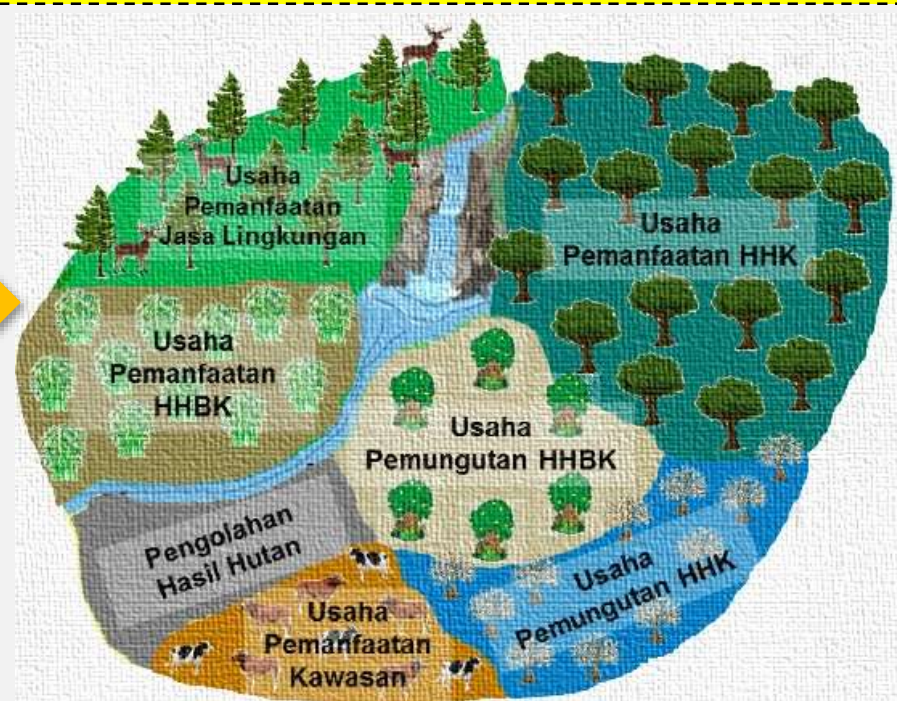 Usaha
Pemanfaatan
Jasa Lingkungan
Usaha
Pemanfaatan HHK
Usaha
Pemanfaatan
HHBK
Usaha
Pemungutan HHBK
Pengolahan
Hasil Hutan
Usaha
Pemungutan HHK
Usaha
Pemanfaatan
Kawasan